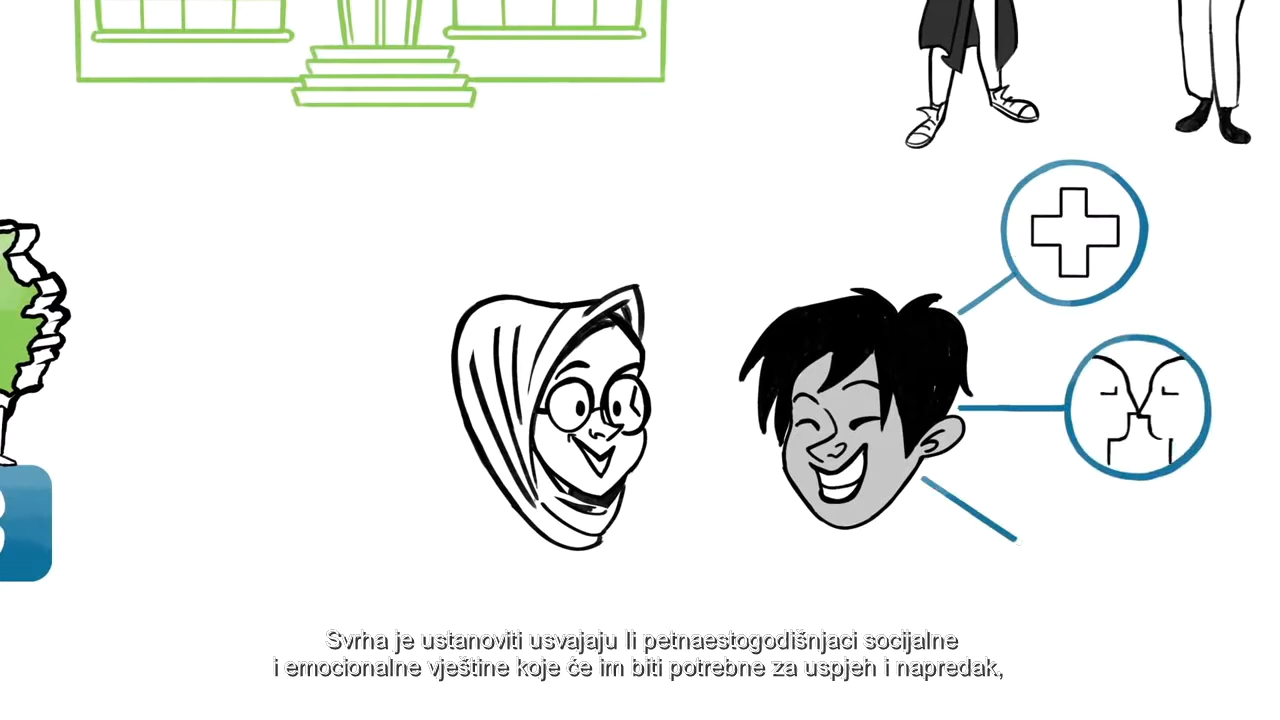 Svrha je ustanoviti usvajaju li petnaestogodišnjaci socijalne
i emocionalne vještine koje će im biti potrebne za uspjeh i napredak,